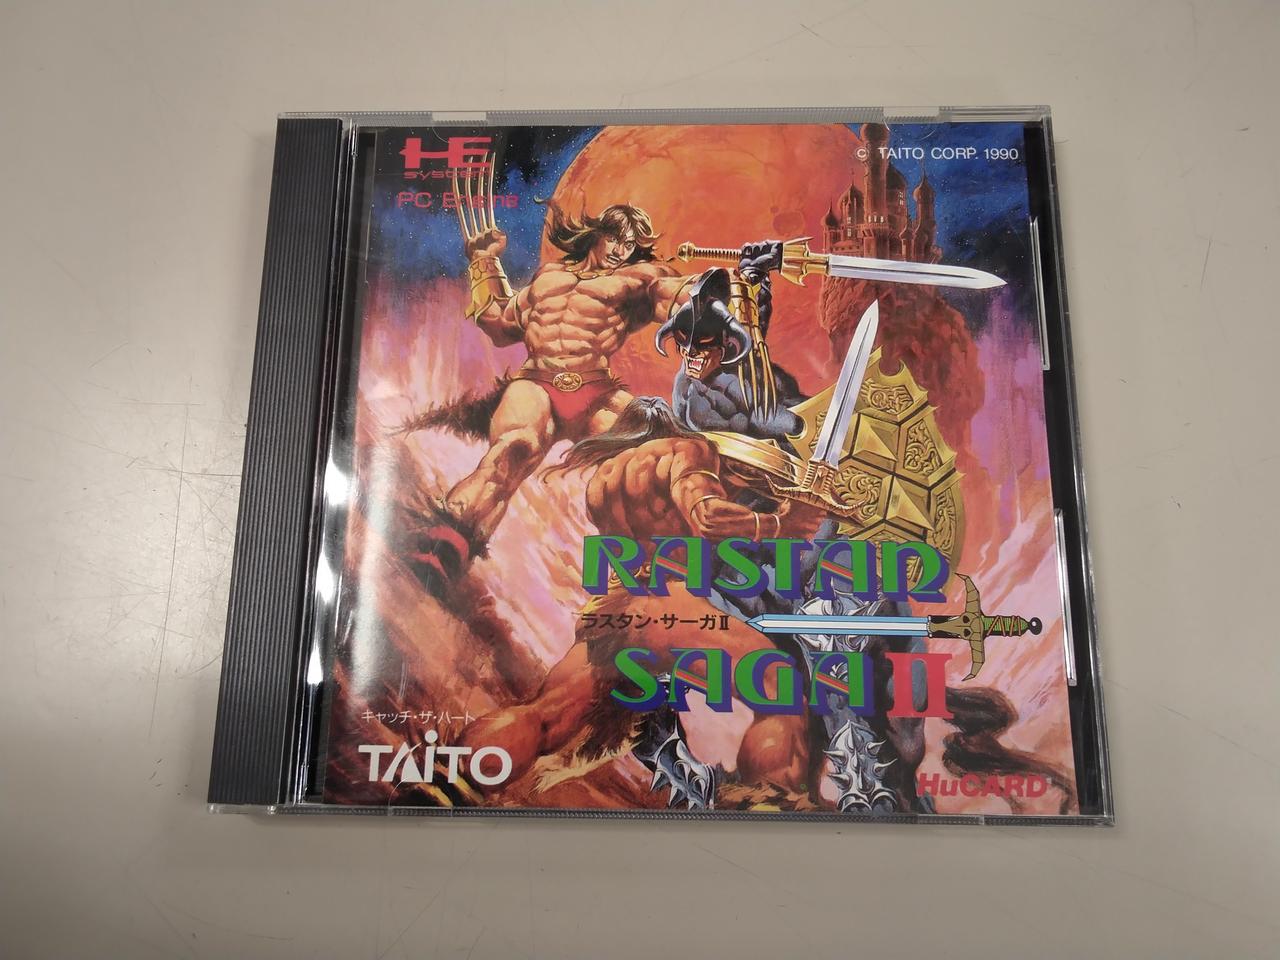 HE
system
PC Engine
© TAITO CORP. 1990
RASTAN
ラスタン・サーガII
SAGA II
キャッチ・ザ・ハート
TAiTO
HuCARD